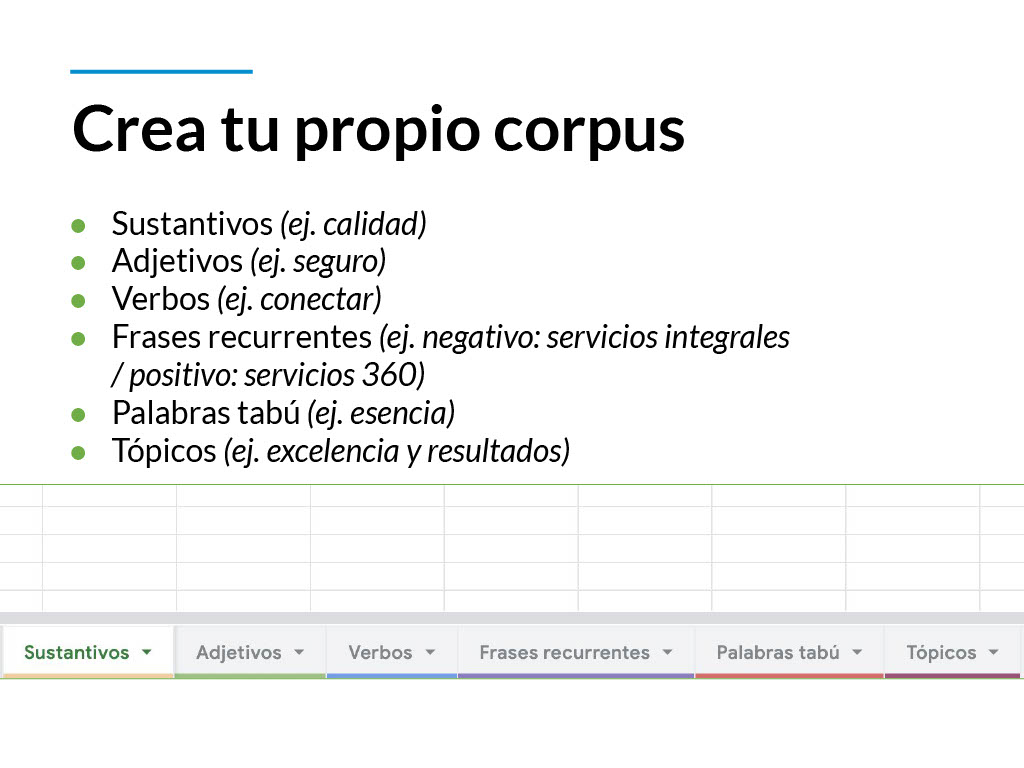 Crea tu propio corpus
● Sustantivos (ej. calidad)
● Adjetivos (ej. seguro)
● Verbos (ej. conectar)
● Frases recurrentes (ej. negativo: servicios integrales
/ positivo: servicios 360)
● Palabras tabú (ej. esencia)
● Tópicos (ej. excelencia y resultados)
Sustantivos Adjetivos Verbos Frases recurrentes Palabras tabú Tópicos